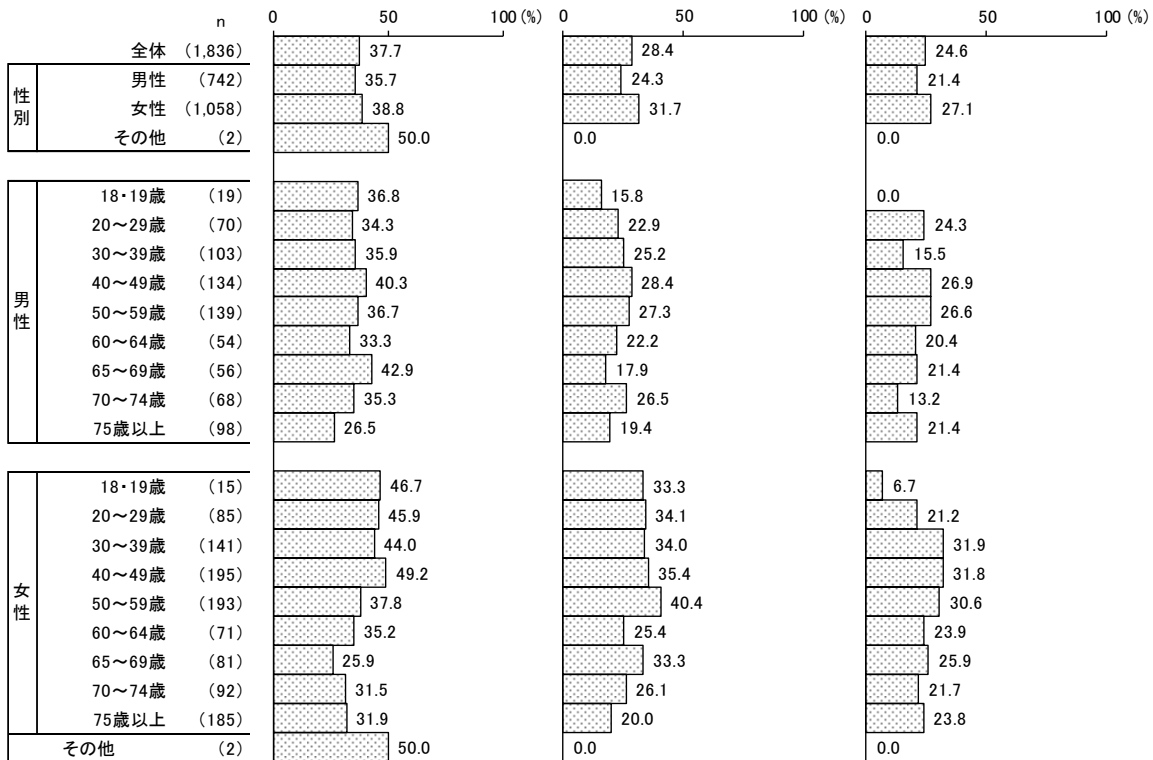 0 50 100(%) 0 50 100(%) 0 50 100(%)
n
全体 (1,836) 37.7 28.4 24.6
性別
男性 (742) 35.7 24.3 21.4
女性 (1,058) 38.8 31.7 27.1
その他 (2) 50.0 0.0 0.0
男性
18・19歳 (19) 36.8 15.8 0.0
20～29歳 (70) 34.3 22.9 24.3
30～39歳 (103) 35.9 25.2 15.5
40～49歳 (134) 40.3 28.4 26.9
50～59歳 (139) 36.7 27.3 26.6
60～64歳 (54) 33.3 22.2 20.4
65～69歳 (56) 42.9 17.9 21.4
70～74歳 (68) 35.3 26.5 13.2
75歳以上 (98) 26.5 19.4 21.4
女性
18・19歳 (15) 46.7 33.3 6.7
20～29歳 (85) 45.9 34.1 21.2
30～39歳 (141) 44.0 34.0 31.9
40～49歳 (195) 49.2 35.4 31.8
50～59歳 (193) 37.8 40.4 30.6
60～64歳 (71) 35.2 25.4 23.9
65～69歳 (81) 25.9 33.3 25.9
70～74歳 (92) 31.5 26.1 21.7
75歳以上 (185) 31.9 20.0 23.8
その他 (2) 50.0 0.0 0.0